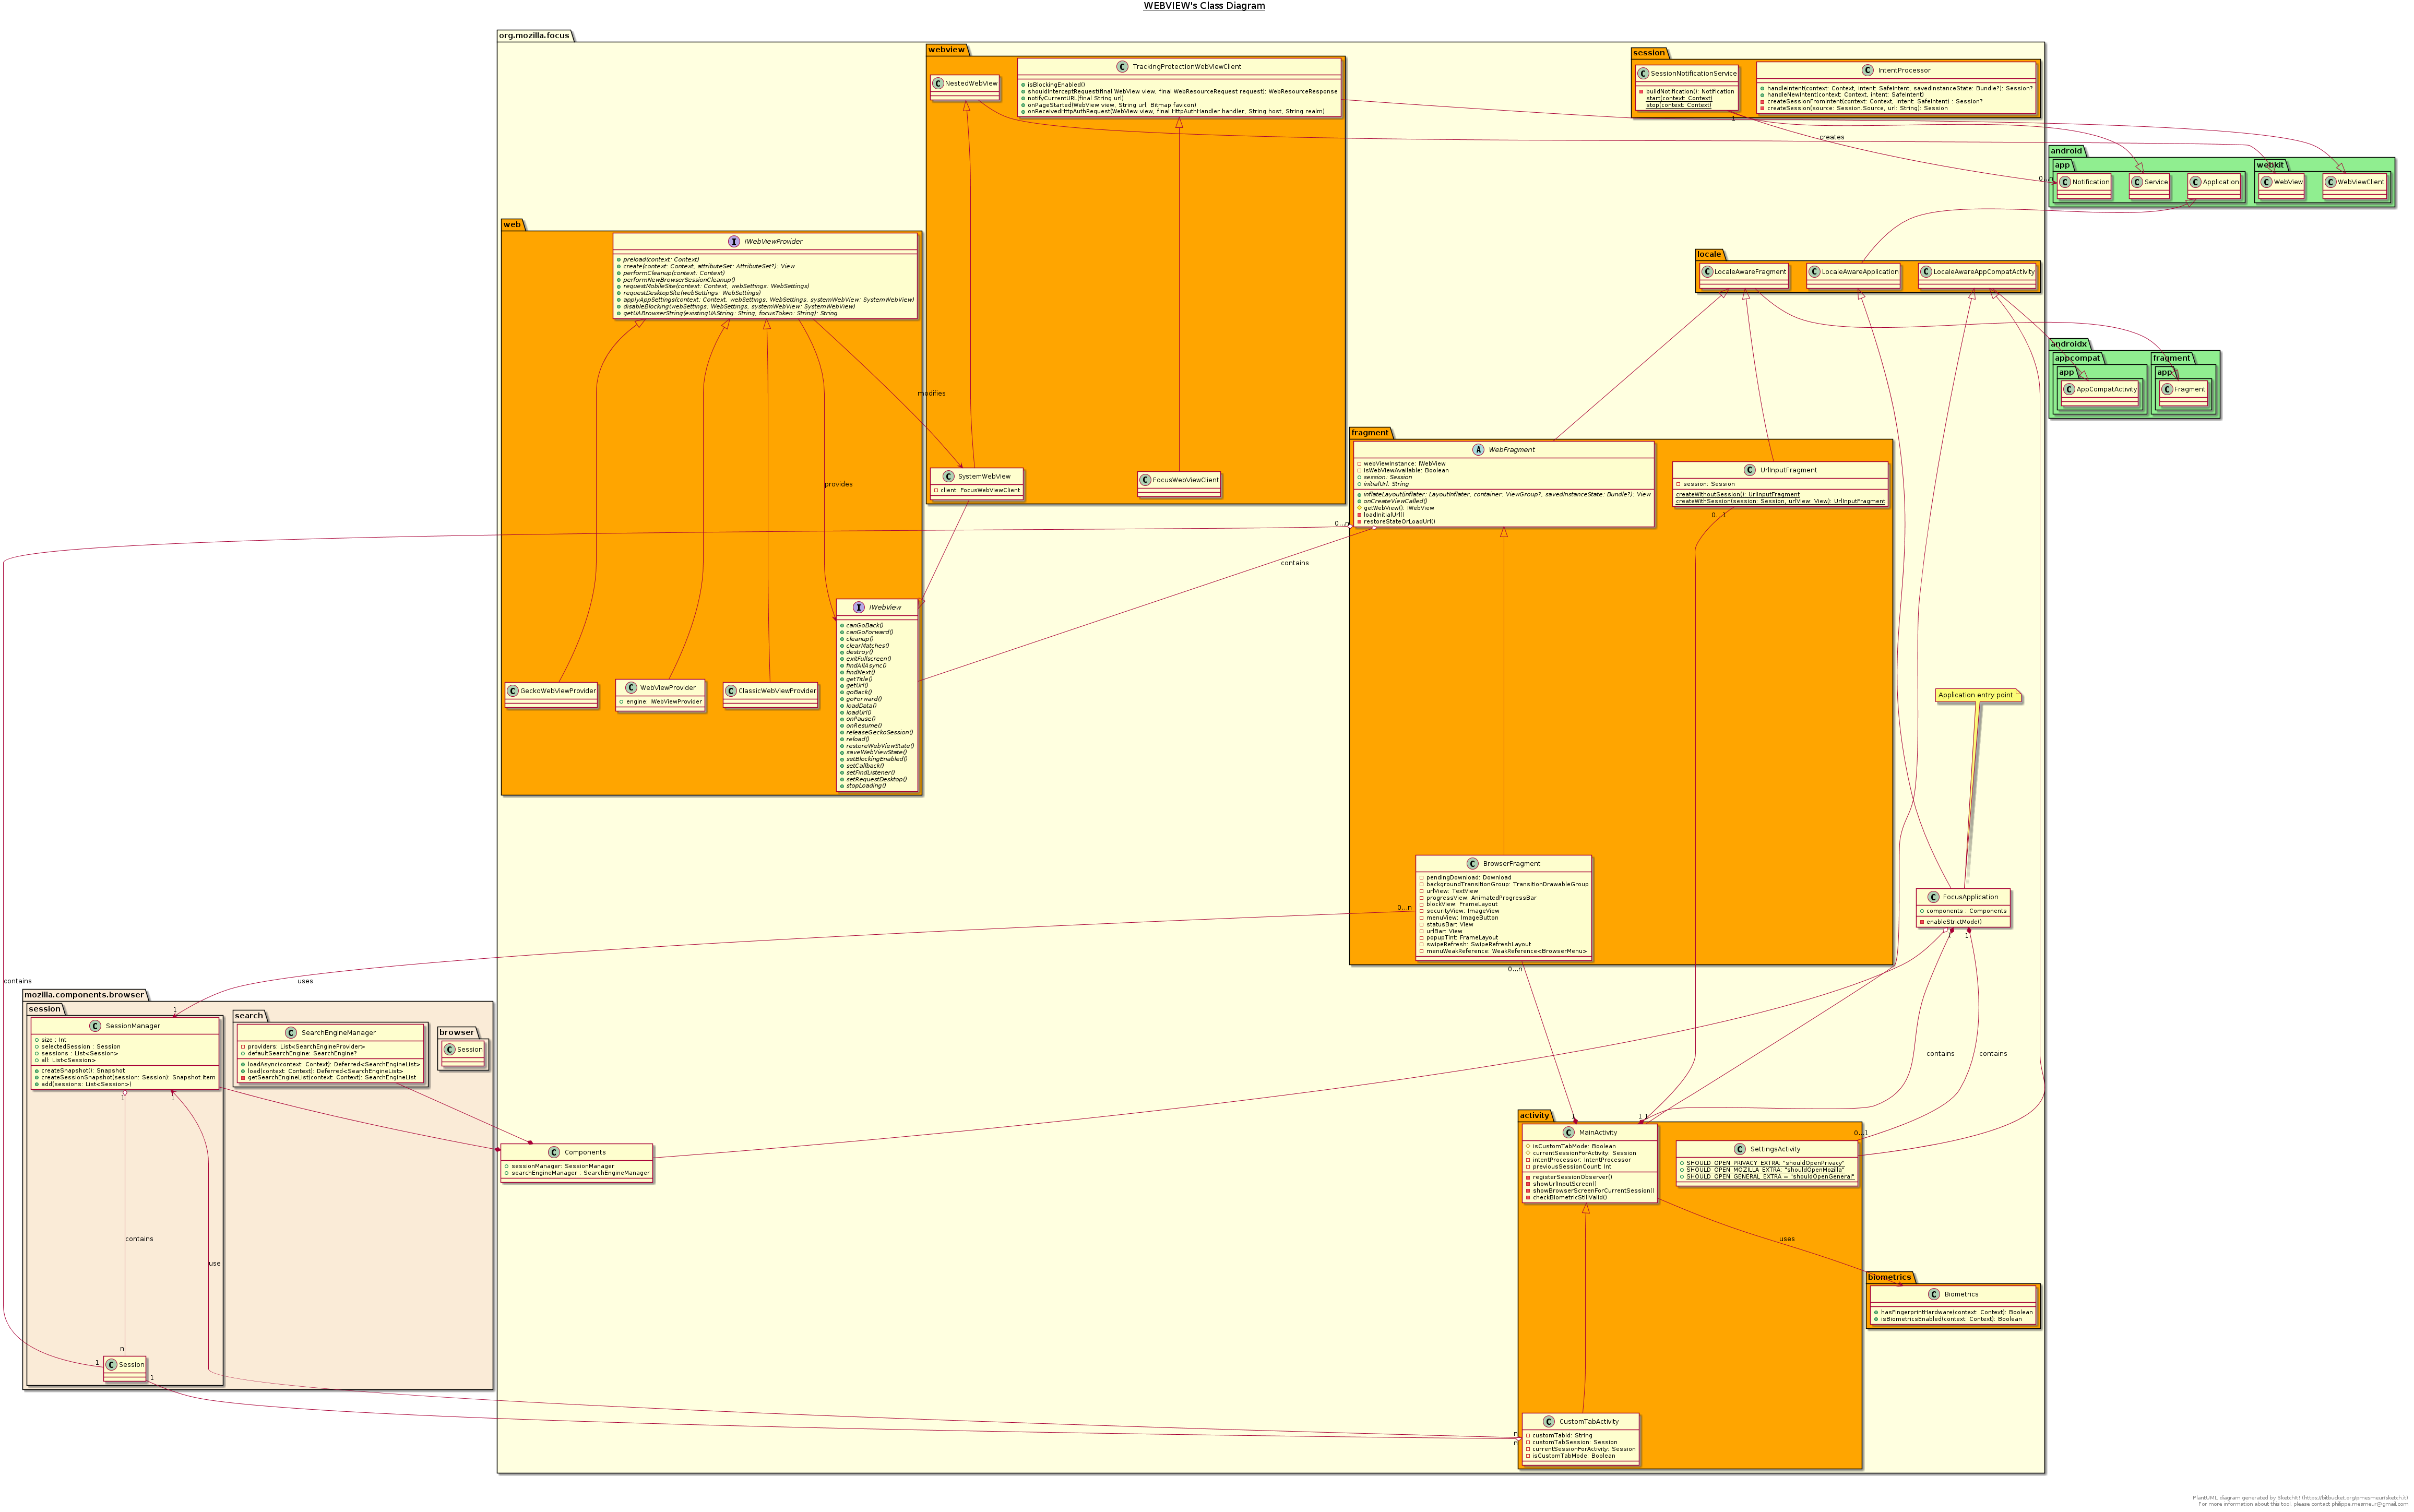 WEBVIEW's Class Diagram
org.mozilla.focus
webview
NestedWebView
TrackingProtectionWebViewClient
isBlockingEnabled()
shouldInterceptRequest(final WebView view, final WebResourceRequest request): WebResourceResponse
notifyCurrentURL(final String url)
onPageStarted(WebView view, String url, Bitmap favicon)
onReceivedHttpAuthRequest(WebView view, final HttpAuthHandler handler, String host, String realm)
SystemWebView
client: FocusWebViewClient
FocusWebViewClient
session
SessionNotificationService
buildNotification(): Notification
start(context: Context)
stop(context: Context)
IntentProcessor
handleIntent(context: Context, intent: SafeIntent, savedInstanceState: Bundle?): Session?
handleNewIntent(context: Context, intent: SafeIntent)
createSessionFromIntent(context: Context, intent: SafeIntent) : Session?
createSession(source: Session.Source, url: String): Session
1
creates
0...n
android
app
Notification
Service
Application
webkit
WebView
WebViewClient
web
IWebViewProvider
preload(context: Context)
create(context: Context, attributeSet: AttributeSet?): View
performCleanup(context: Context)
performNewBrowserSessionCleanup()
requestMobileSite(context: Context, webSettings: WebSettings)
requestDesktopSite(webSettings: WebSettings)
applyAppSettings(context: Context, webSettings: WebSettings, systemWebView: SystemWebView)
disableBlocking(webSettings: WebSettings, systemWebView: SystemWebView)
getUABrowserString(existingUAString: String, focusToken: String): String
modifies
provides
GeckoWebViewProvider
WebViewProvider
engine: IWebViewProvider
ClassicWebViewProvider
IWebView
canGoBack()
canGoForward()
cleanup()
clearMatches()
destroy()
exitFullscreen()
findAllAsync()
findNext()
getTitle()
getUrl()
goBack()
goForward()
loadData()
loadUrl()
onPause()
onResume()
releaseGeckoSession()
reload()
restoreWebViewState()
saveWebViewState()
setBlockingEnabled()
setCallback()
setFindListener()
setRequestDesktop()
stopLoading()
locale
LocaleAwareFragment
LocaleAwareApplication
LocaleAwareAppCompatActivity
androidx
appcompat
app
AppCompatActivity
fragment
app
Fragment
fragment
WebFragment
webViewInstance: IWebView
isWebViewAvailable: Boolean
session: Session
initialUrl: String
inflateLayout(inflater: LayoutInflater, container: ViewGroup?, savedInstanceState: Bundle?): View
onCreateViewCalled()
getWebView(): IWebView
loadInitialUrl()
restoreStateOrLoadUrl()
UrlInputFragment
session: Session
createWithoutSession(): UrlInputFragment
createWithSession(session: Session, urlView: View): UrlInputFragment
0...n
0...1
contains
BrowserFragment
pendingDownload: Download
backgroundTransitionGroup: TransitionDrawableGroup
urlView: TextView
progressView: AnimatedProgressBar
blockView: FrameLayout
securityView: ImageView
menuView: ImageButton
statusBar: View
urlBar: View
popupTint: FrameLayout
swipeRefresh: SwipeRefreshLayout
menuWeakReference: WeakReference<BrowserMenu>
0...n
0...n
Application entry point
FocusApplication
components : Components
enableStrictMode()
1
1
contains
contains
contains
uses
mozilla.components.browser
session
SessionManager
size : int
selectedSession : Session
sessions : List<Session>
all: List<Session>
createSnapshot(): Snapshot
createSessionSnapshot(session: Session): Snapshot.Item
add(sessions: List<Session>)
1
1
1
search
SearchEngineManager
providers: List<SearchEngineProvider>
defaultSearchEngine: SearchEngine?
loadAsync(context: Context): Deferred<SearchEngineList>
load(context: Context): Deferred<SearchEngineList>
getSearchEngineList(context: Context): SearchEngineList
browser
Session
Components
sessionManager: SessionManager
searchEngineManager : SearchEngineManager
contains
use
n
1
Session
1
activity
1
1
1
0...1
MainActivity
isCustomTabMode: Boolean
currentSessionForActivity: Session
intentProcessor: IntentProcessor
previousSessionCount: Int
registerSessionObserver()
showUrlInputScreen()
showBrowserScreenForCurrentSession()
checkBiometricStillValid()
SettingsActivity
SHOULD_OPEN_PRIVACY_EXTRA: "shouldOpenPrivacy"
SHOULD_OPEN_MOZILLA_EXTRA: "shouldOpenMozilla"
SHOULD_OPEN_GENERAL_EXTRA = "shouldOpenGeneral"
uses
biometrics
Biometrics
hasFingerprintHardware(context: Context): Boolean
isBiometricsEnabled(context: Context): Boolean
CustomTabActivity
customTabId: String
customTabSession: Session
currentSessionForActivity: Session
isCustomTabMode: Boolean
n
n
PlantUML diagram generated by SketchIt! (https://bitbucket.org/pmesmeur/sketch.it)
For more information about this tool, please contact philippe.mesmeur@gmail.com